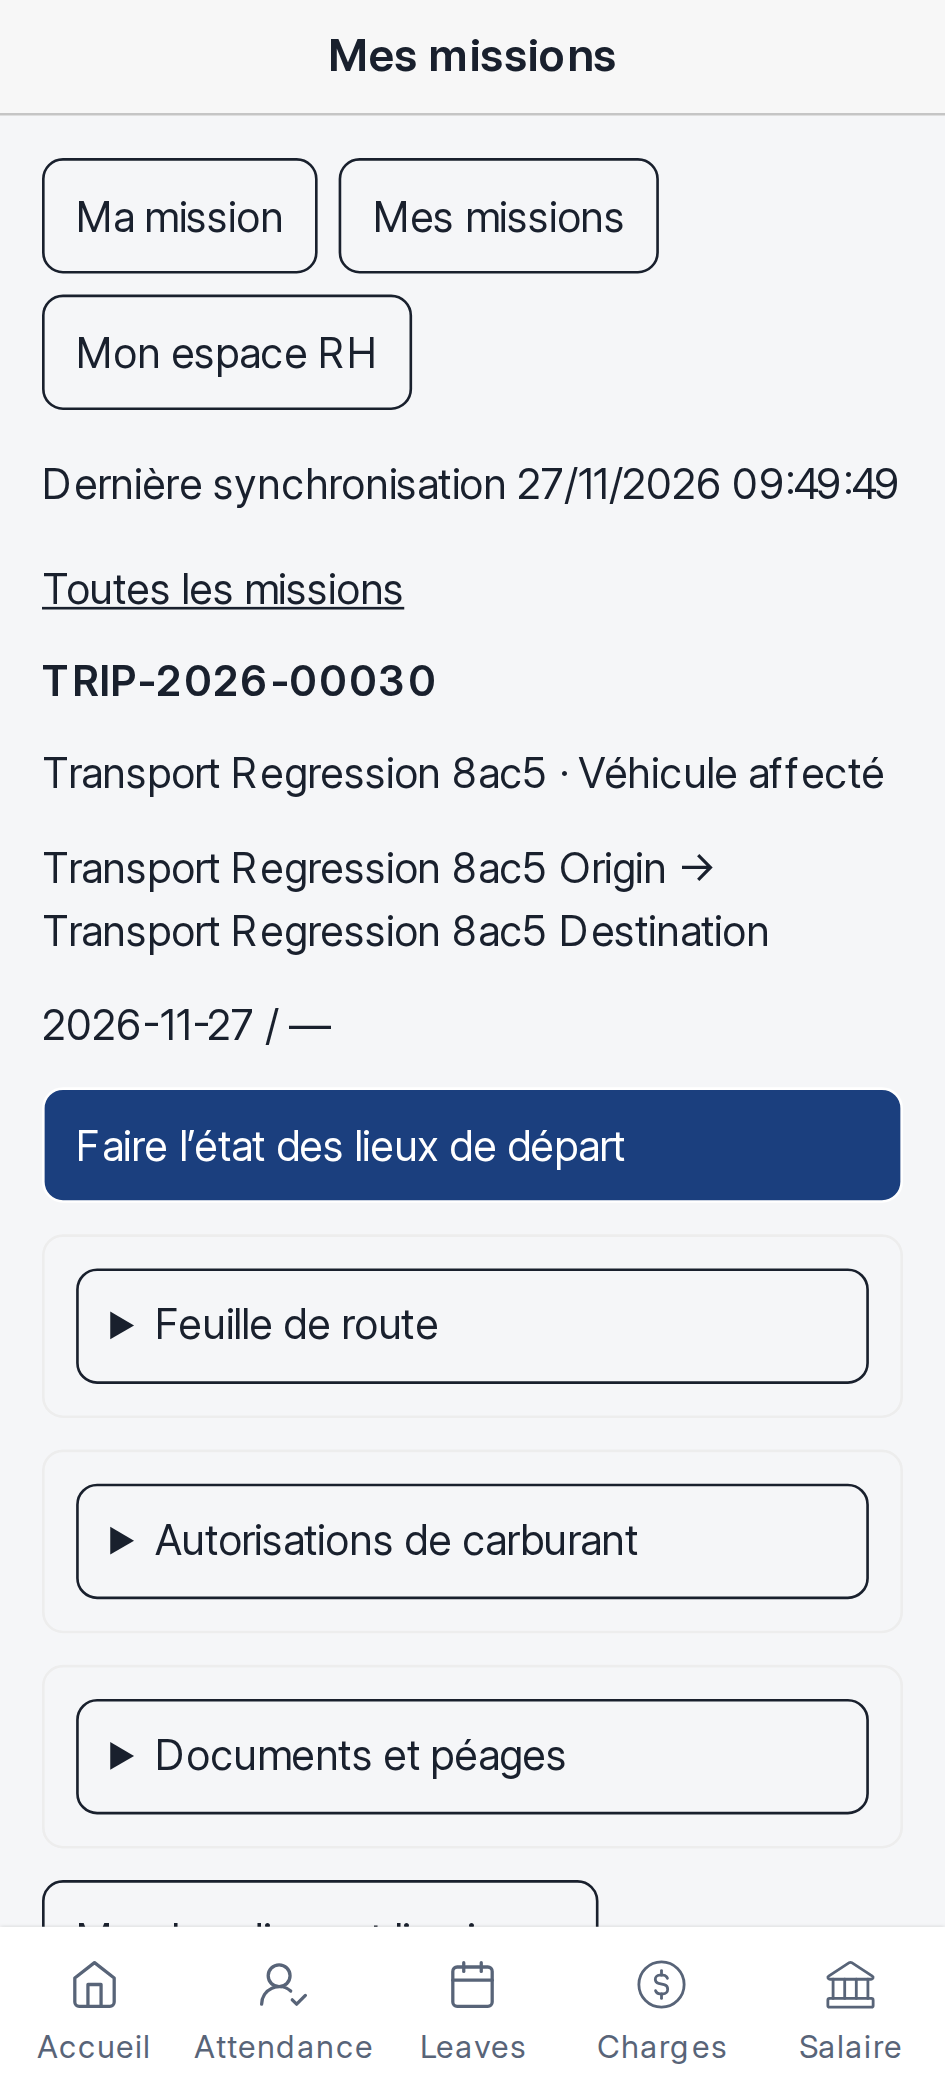 Mes missions
Ma mission
Mes missions
Mon espace RH
Dernière synchronisation 27/11/2026 09:49:49
Toutes les missions
TRIP-2026-00030
Transport Regression 8ac5 · Véhicule affecté
Transport Regression 8ac5 Origin →
Transport Regression 8ac5 Destination
2026-11-27 / —
Faire l’état des lieux de départ
▶ Feuille de route
▶ Autorisations de carburant
▶ Documents et péages
Accueil
Attendance
Leaves
Charges
Salaire